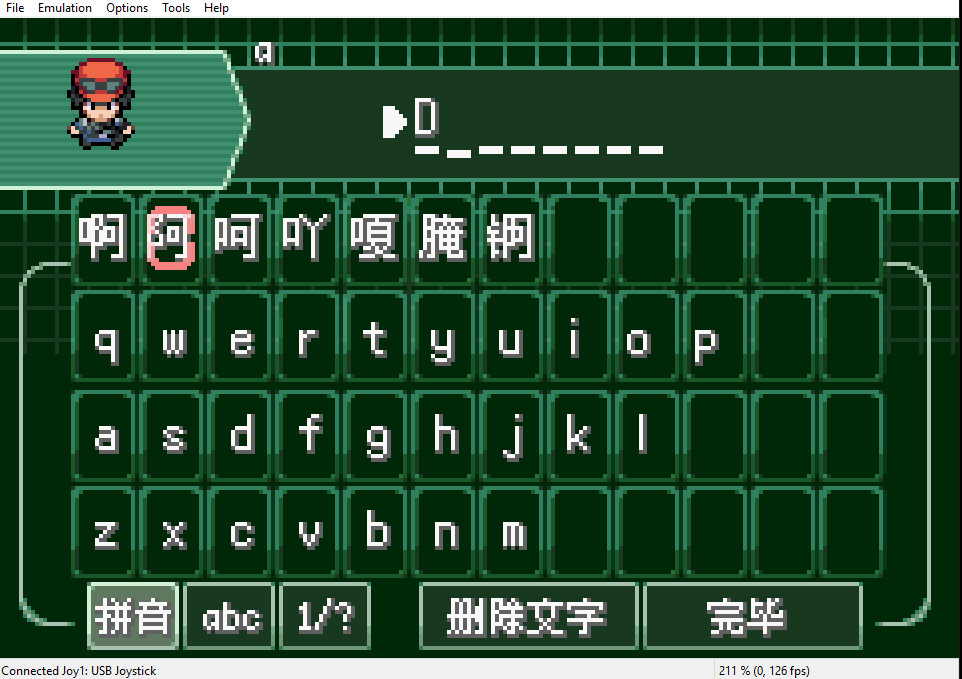 File Emulation Options Tools Help
a
D
啊 阿 呵 吖 嗄 腌 锕
q w e r t y u i o p
a s d f g h j k l
z x c v b n m
拼音 abc 1/? 删除文字 完毕
Connected Joy1: USB Joystick 211 % (0, 126 fps)